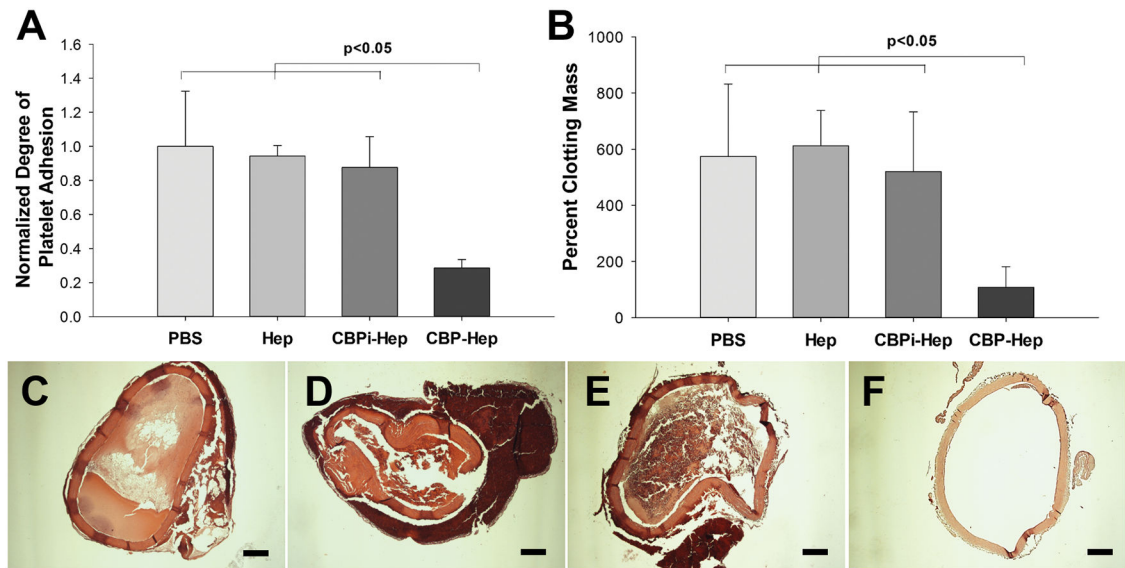 A
Normalized Degree of
Platelet Adhesion
1.6
1.4
1.2
1.0
0.8
0.6
0.4
0.2
0.0
p<0.05
PBS Hep CBPi-Hep CBP-Hep
B
Percent Clotting Mass
1000
800
600
400
200
0
p<0.05
PBS Hep CBPi-Hep CBP-Hep
C
D
E
F